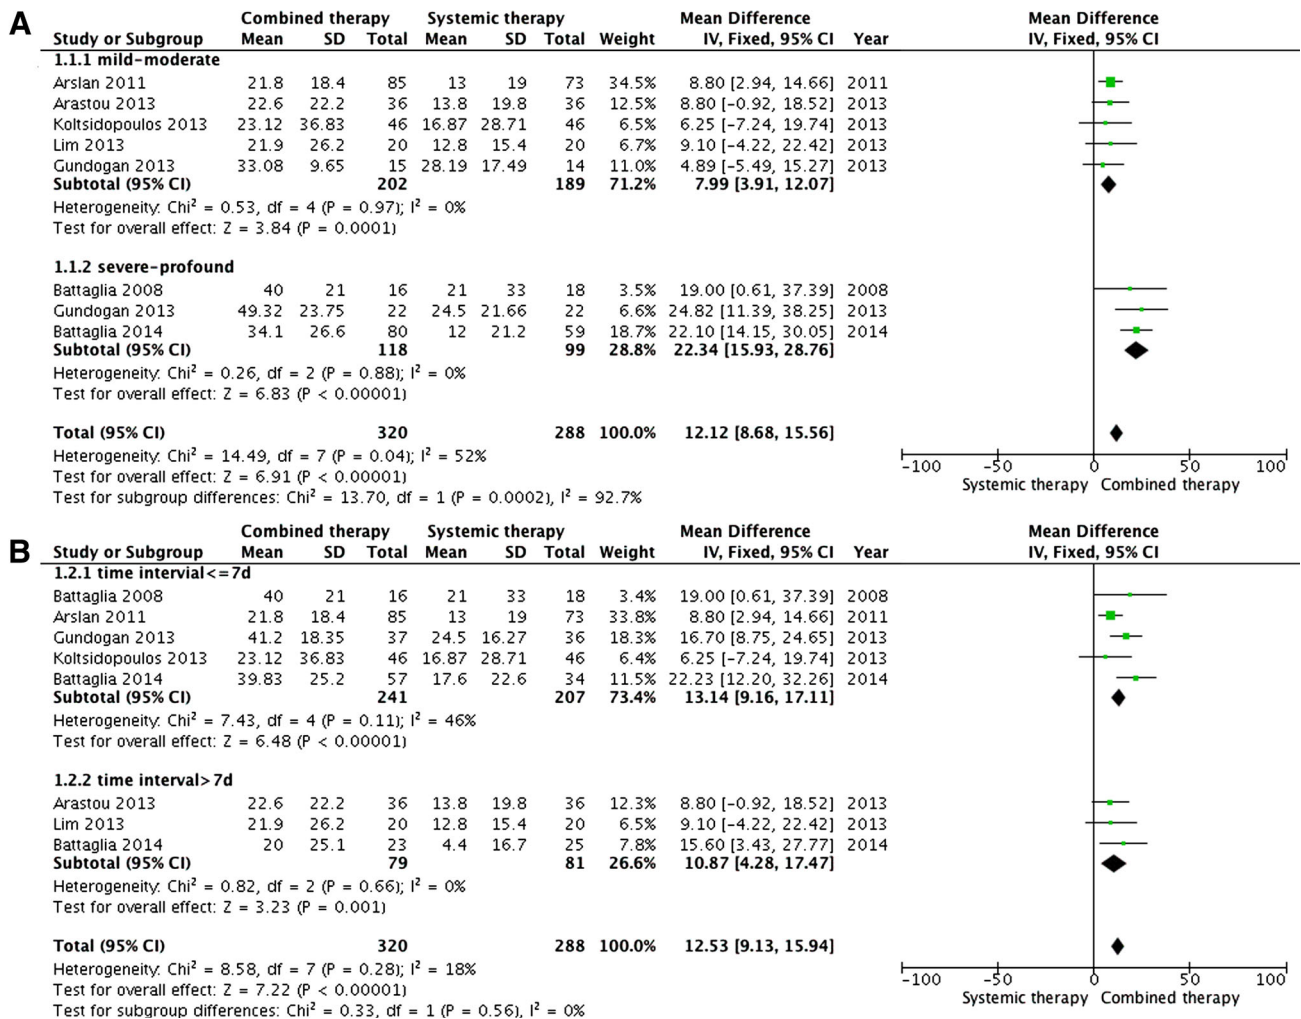 A
Combined therapy Systemic therapy Mean Difference Mean Difference
Study or Subgroup Mean SD Total Mean SD Total Weight IV, Fixed, 95% CI Year IV, Fixed, 95% CI
1.1.1 mild-moderate
Arslan 2011 21.8 18.4 85 13 19 73 34.5% 8.80 [2.94, 14.66] 2011
Arastou 2013 22.6 22.2 36 13.8 19.8 36 12.5% 8.80 [-0.92, 18.52] 2013
Koltsidopoulos 2013 23.12 36.83 46 16.87 28.71 46 6.5% 6.25 [-7.24, 19.74] 2013
Lim 2013 21.9 26.2 20 12.8 15.4 20 6.7% 9.10 [-4.22, 22.42] 2013
Gundogan 2013 33.08 9.65 15 28.19 17.49 14 11.0% 4.89 [-5.49, 15.27] 2013
Subtotal (95% CI) 202 189 71.2% 7.99 [3.91, 12.07]
Heterogeneity: Chi² = 0.53, df = 4 (P = 0.97); I² = 0%
Test for overall effect: Z = 3.84 (P = 0.0001)
1.1.2 severe-profound
Battaglia 2008 40 21 16 21 33 18 3.5% 19.00 [0.61, 37.39] 2008
Gundogan 2013 49.32 23.75 22 24.5 21.66 22 6.6% 24.82 [11.39, 38.25] 2013
Battaglia 2014 34.1 26.6 80 12 21.2 59 18.7% 22.10 [14.15, 30.05] 2014
Subtotal (95% CI) 118 99 28.8% 22.34 [15.93, 28.76]
Heterogeneity: Chi² = 0.26, df = 2 (P = 0.88); I² = 0%
Test for overall effect: Z = 6.83 (P < 0.00001)
Total (95% CI) 320 288 100.0% 12.12 [8.68, 15.56]
Heterogeneity: Chi² = 14.49, df = 7 (P = 0.04); I² = 52%
Test for overall effect: Z = 6.91 (P < 0.00001)
Test for subgroup differences: Chi² = 13.70, df = 1 (P = 0.0002), I² = 92.7%
-100 -50 0 50 100
Systemic therapy Combined therapy
B
Combined therapy Systemic therapy Mean Difference Mean Difference
Study or Subgroup Mean SD Total Mean SD Total Weight IV, Fixed, 95% CI Year IV, Fixed, 95% CI
1.2.1 time intervial<=7d
Battaglia 2008 40 21 16 21 33 18 3.4% 19.00 [0.61, 37.39] 2008
Arslan 2011 21.8 18.4 85 13 19 73 33.8% 8.80 [2.94, 14.66] 2011
Gundogan 2013 41.2 18.35 37 24.5 16.27 36 18.3% 16.70 [8.75, 24.65] 2013
Koltsidopoulos 2013 23.12 36.83 46 16.87 28.71 46 6.4% 6.25 [-7.24, 19.74] 2013
Battaglia 2014 39.83 25.2 57 17.6 22.6 34 11.5% 22.23 [12.20, 32.26] 2014
Subtotal (95% CI) 241 207 73.4% 13.14 [9.16, 17.11]
Heterogeneity: Chi² = 7.43, df = 4 (P = 0.11); I² = 46%
Test for overall effect: Z = 6.48 (P < 0.00001)
1.2.2 time interval>7d
Arastou 2013 22.6 22.2 36 13.8 19.8 36 12.3% 8.80 [-0.92, 18.52] 2013
Lim 2013 21.9 26.2 20 12.8 15.4 20 6.5% 9.10 [-4.22, 22.42] 2013
Battaglia 2014 20 25.1 23 4.4 16.7 25 7.8% 15.60 [3.43, 27.77] 2014
Subtotal (95% CI) 79 81 26.6% 10.87 [4.28, 17.47]
Heterogeneity: Chi² = 0.82, df = 2 (P = 0.66); I² = 0%
Test for overall effect: Z = 3.23 (P = 0.001)
Total (95% CI) 320 288 100.0% 12.53 [9.13, 15.94]
Heterogeneity: Chi² = 8.58, df = 7 (P = 0.28); I² = 18%
Test for overall effect: Z = 7.22 (P < 0.00001)
Test for subgroup differences: Chi² = 0.33, df = 1 (P = 0.56), I² = 0%
-100 -50 0 50 100
Systemic therapy Combined therapy